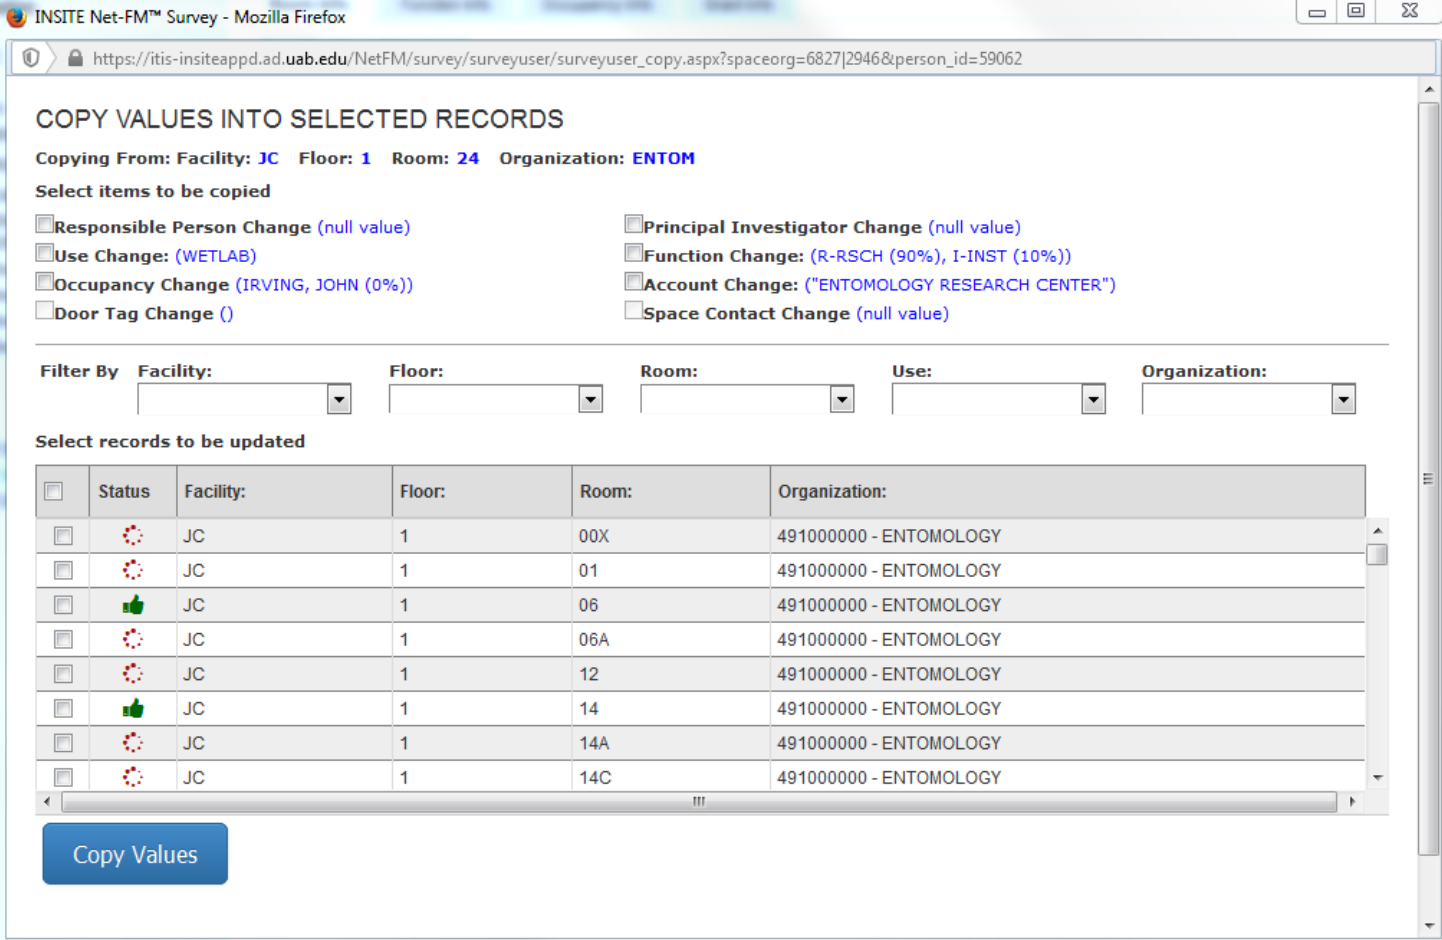 INSITE Net-FM™ Survey - Mozilla Firefox
https://itis-insiteappd.ad.uab.edu/NetFM/survey/surveyuser/surveyuser_copy.aspx?spaceorg=6827|2946&person_id=59062
COPY VALUES INTO SELECTED RECORDS
Copying From: Facility: JC Floor: 1 Room: 24 Organization: ENTOM
Select items to be copied
Responsible Person Change (null value) Principal Investigator Change (null value)
Use Change: (WETLAB) Function Change: (R-RSCH (90%), I-INST (10%))
Occupancy Change (IRVING, JOHN (0%)) Account Change: ("ENTOMOLOGY RESEARCH CENTER")
Door Tag Change () Space Contact Change (null value)
Filter By Facility: Floor: Room: Use: Organization:
Select records to be updated
Status Facility: Floor: Room: Organization:
JC 1 00X 491000000 - ENTOMOLOGY
JC 1 01 491000000 - ENTOMOLOGY
JC 1 06 491000000 - ENTOMOLOGY
JC 1 06A 491000000 - ENTOMOLOGY
JC 1 12 491000000 - ENTOMOLOGY
JC 1 14 491000000 - ENTOMOLOGY
JC 1 14A 491000000 - ENTOMOLOGY
JC 1 14C 491000000 - ENTOMOLOGY
Copy Values